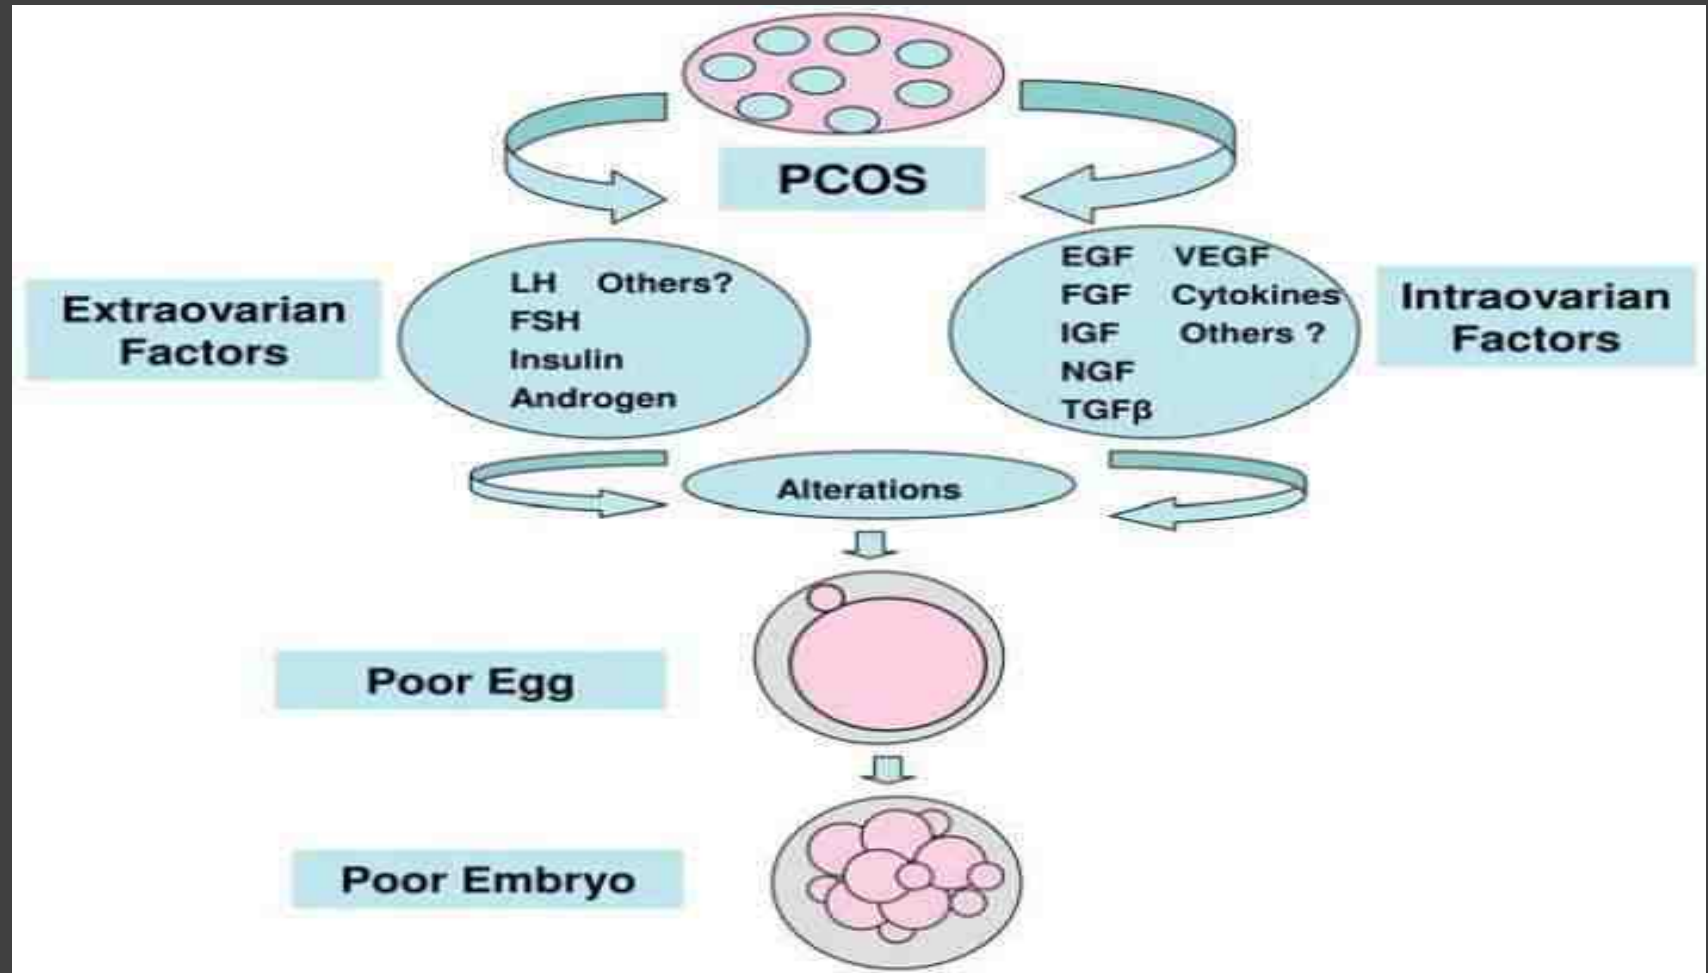 PCOS
Extraovarian
Factors
LH Others?
FSH
Insulin
Androgen
EGF VEGF
FGF Cytokines
IGF Others ?
NGF
TGFβ
Intraovarian
Factors
Alterations
Poor Egg
Poor Embryo